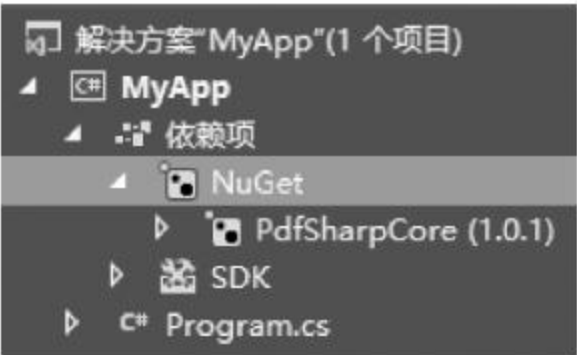 解决方案"MyApp"(1 个项目)
C# MyApp
依赖项
NuGet
PdfSharpCore (1.0.1)
SDK
C# Program.cs